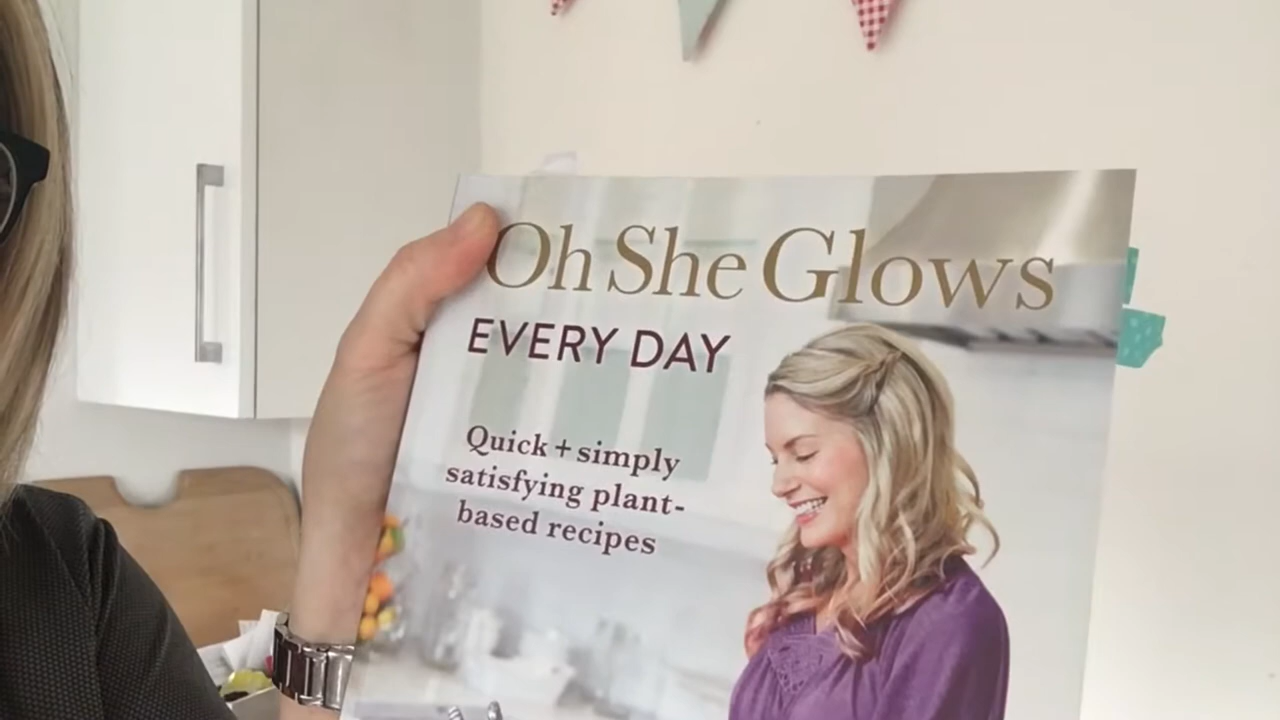 Oh She Glows
EVERY DAY
Quick + simply
satisfying plant-
based recipes